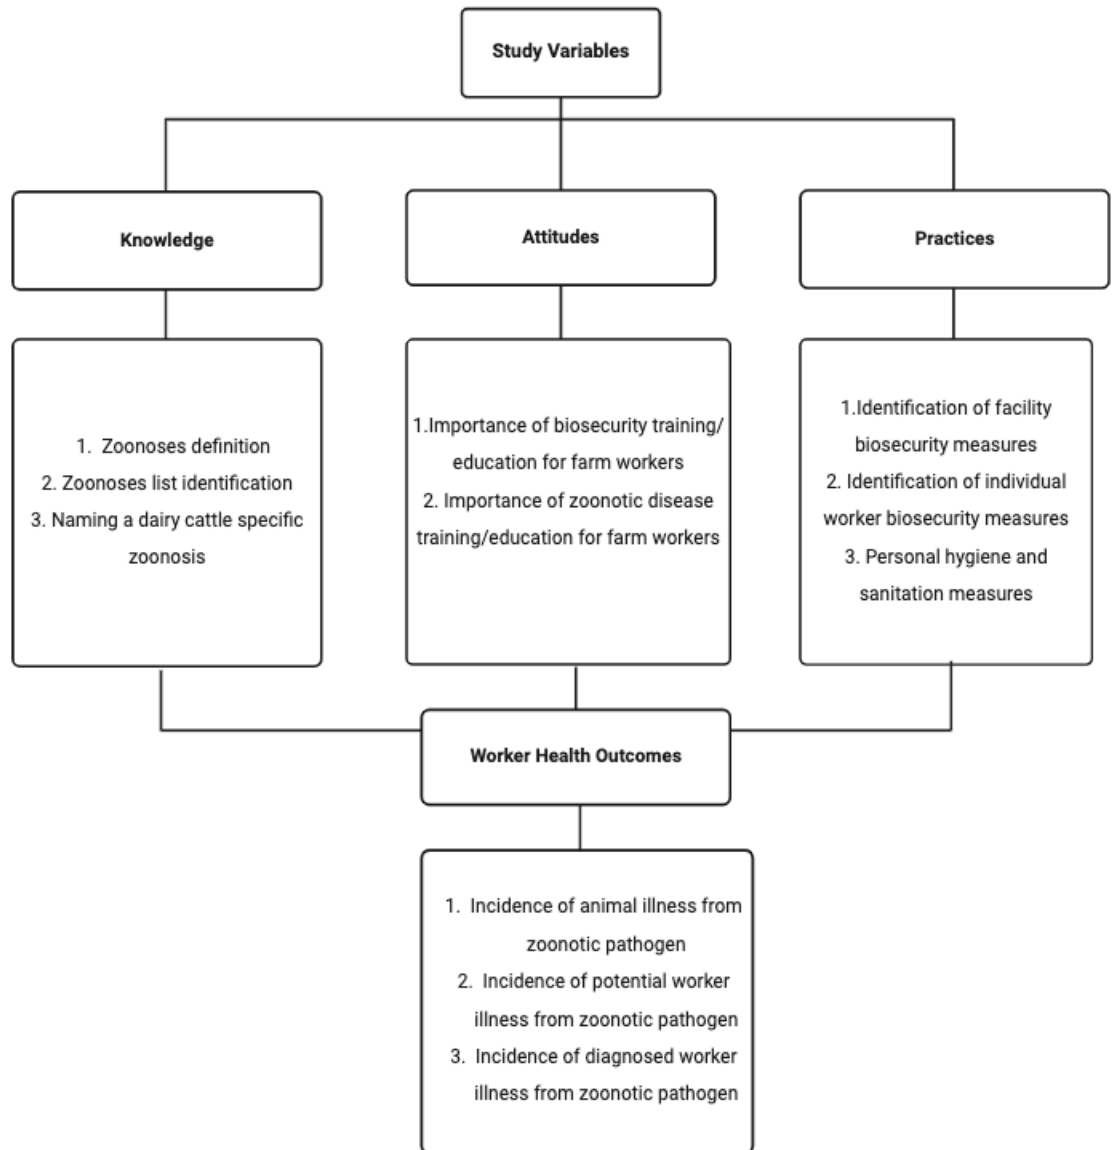 Study Variables
Knowledge
Attitudes
Practices
1. Zoonoses definition
2. Zoonoses list identification
3. Naming a dairy cattle specific
zoonosis
1.Importance of biosecurity training/
education for farm workers
2. Importance of zoonotic disease
training/education for farm workers
1.Identification of facility
biosecurity measures
2. Identification of individual
worker biosecurity measures
3. Personal hygiene and
sanitation measures
Worker Health Outcomes
1. Incidence of animal illness from
zoonotic pathogen
2. Incidence of potential worker
illness from zoonotic pathogen
3. Incidence of diagnosed worker
illness from zoonotic pathogen